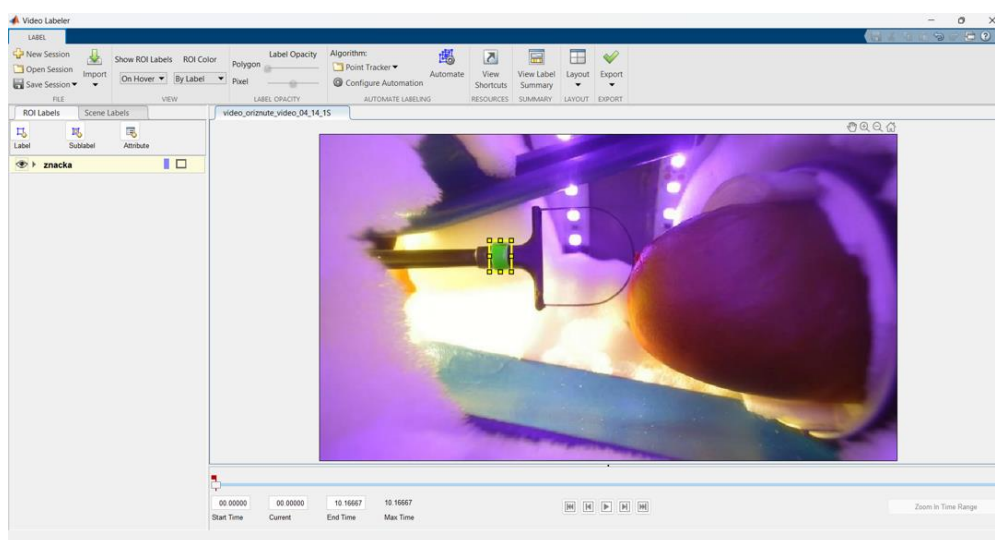 Video Labeler
LABEL
New Session
Open Session
Save Session
Import
FILE
Show ROI Labels
ROI Color
On Hover
By Label
VIEW
Label Opacity
Polygon
Pixel
LABEL OPACITY
Algorithm:
Point Tracker
Configure Automation
Automate
AUTOMATE LABELING
View
Shortcuts
RESOURCES
View Label
Summary
SUMMARY
Layout
LAYOUT
Export
EXPORT
ROI Labels
Scene Labels
video_oriznute_video_04_14_15
Label
Sublabel
Attribute
znacka
00.00000
00.00000
10.16667
10.16667
Start Time
Current
End Time
Max Time
Zoom In Time Range